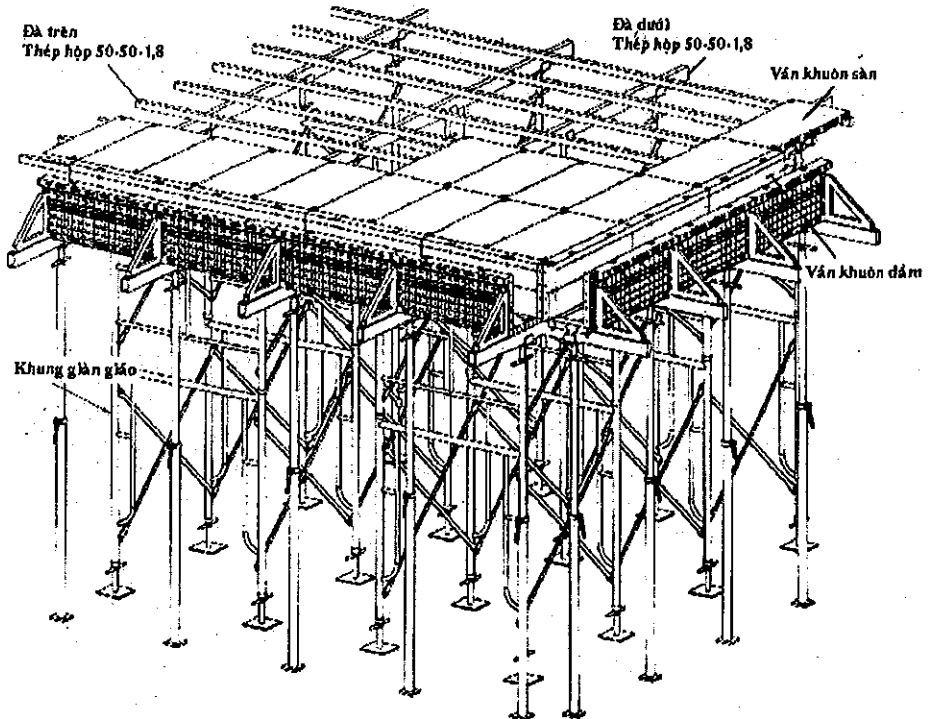 Đà trên
Thép hộp 50-50-1,8
Đà dưới
Thép hộp 50-50-1,8
Ván khuôn sàn
Ván khuôn dầm
Khung giàn giáo